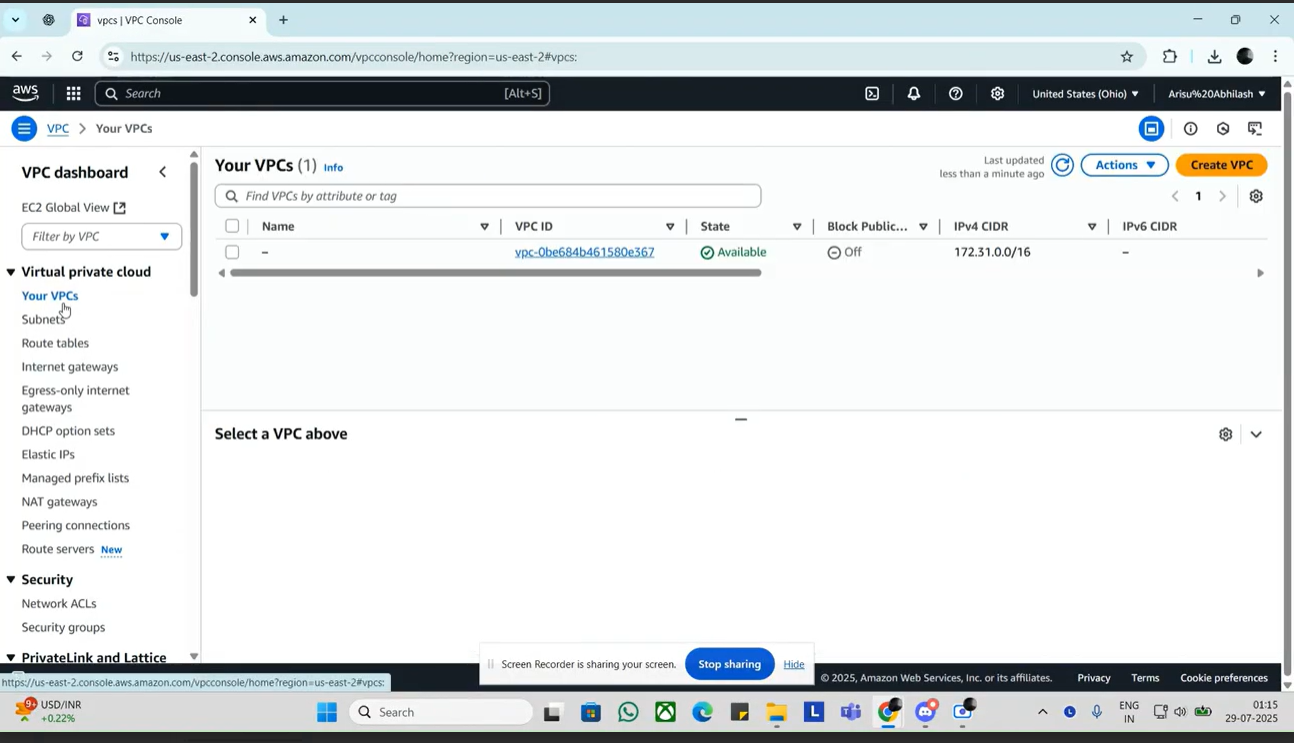 vpcs | VPC Console
https://us-east-2.console.aws.amazon.com/vpcconsole/home?region=us-east-2#vpcs:
aws
Search [Alt+S]
United States (Ohio)
Arisu%20Abhilash
VPC > Your VPCs
VPC dashboard
EC2 Global View
Filter by VPC
Virtual private cloud
Your VPCs
Subnets
Route tables
Internet gateways
Egress-only internet
gateways
DHCP option sets
Elastic IPs
Managed prefix lists
NAT gateways
Peering connections
Route servers New
Security
Network ACLs
Security groups
PrivateLink and Lattice
Your VPCs (1) Info
Last updated
less than a minute ago
Actions
Create VPC
Find VPCs by attribute or tag
1
Name VPC ID State Block Public... IPv4 CIDR IPv6 CIDR
– vpc-0be684b461580e367 Available Off 172.31.0.0/16 –
Select a VPC above
Screen Recorder is sharing your screen. Stop sharing Hide
https://us-east-2.console.aws.amazon.com/vpcconsole/home?region=us-east-2#vpcs:
© 2025, Amazon Web Services, Inc. or its affiliates. Privacy Terms Cookie preferences
9+
USD/INR
+0.22%
Search
L
ENG
IN
01:15
29-07-2025